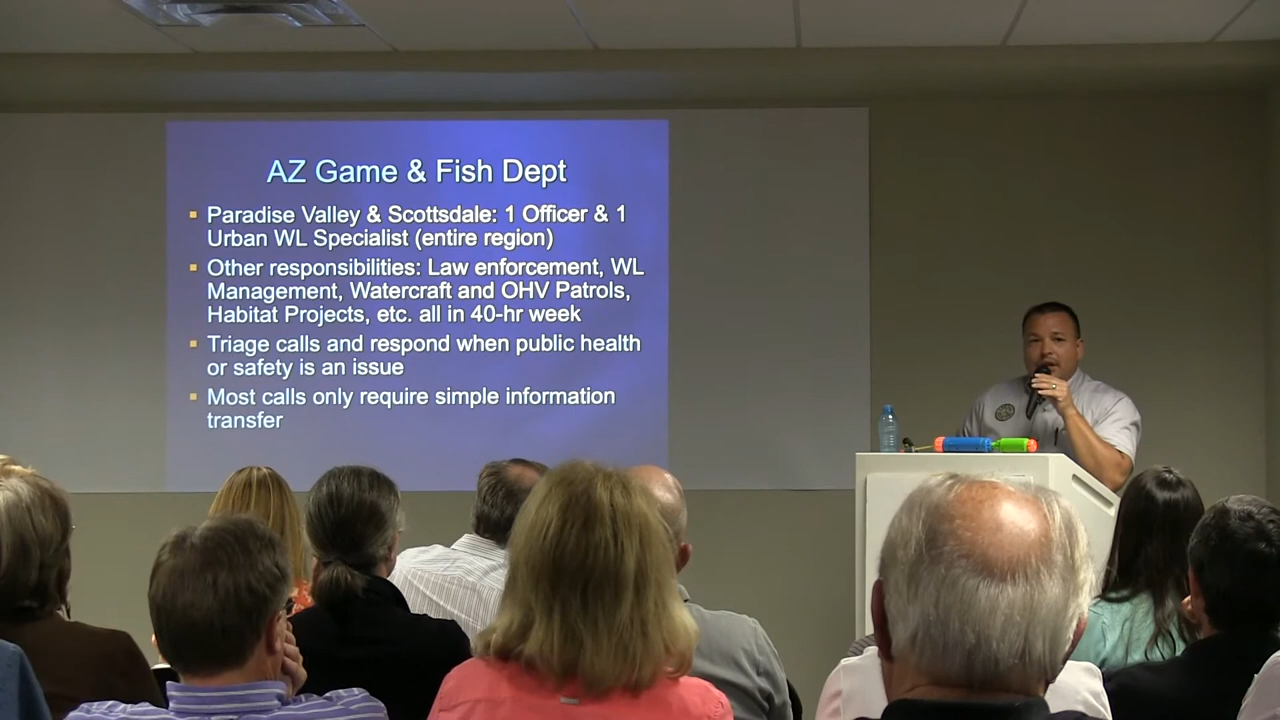 AZ Game & Fish Dept
▪ Paradise Valley & Scottsdale: 1 Officer & 1
Urban WL Specialist (entire region)
▪ Other responsibilities: Law enforcement, WL
Management, Watercraft and OHV Patrols,
Habitat Projects, etc. all in 40-hr week
▪ Triage calls and respond when public health
or safety is an issue
▪ Most calls only require simple information
transfer